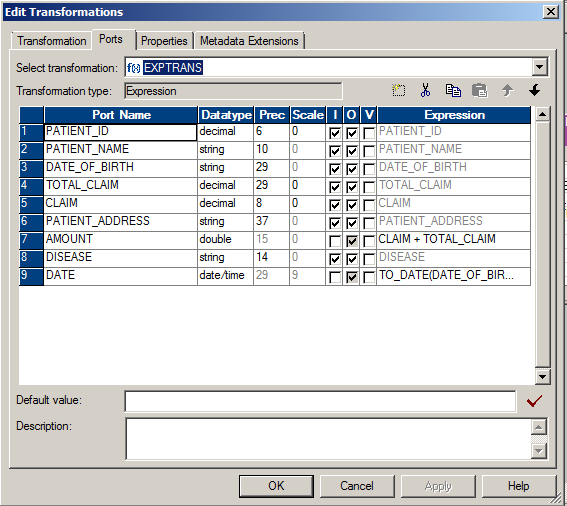 Edit Transformations
Transformation Ports Properties Metadata Extensions
Select transformation: f(x) EXPTRANS
Transformation type: Expression
Port Name Datatype Prec Scale I O V Expression
1 PATIENT_ID decimal 6 0 PATIENT_ID
2 PATIENT_NAME string 10 0 PATIENT_NAME
3 DATE_OF_BIRTH string 29 0 DATE_OF_BIRTH
4 TOTAL_CLAIM decimal 29 0 TOTAL_CLAIM
5 CLAIM decimal 8 0 CLAIM
6 PATIENT_ADDRESS string 37 0 PATIENT_ADDRESS
7 AMOUNT double 15 0 CLAIM + TOTAL_CLAIM
8 DISEASE string 14 0 DISEASE
9 DATE date/time 29 9 TO_DATE(DATE_OF_BIR...
Default value:
Description:
OK Cancel Apply Help